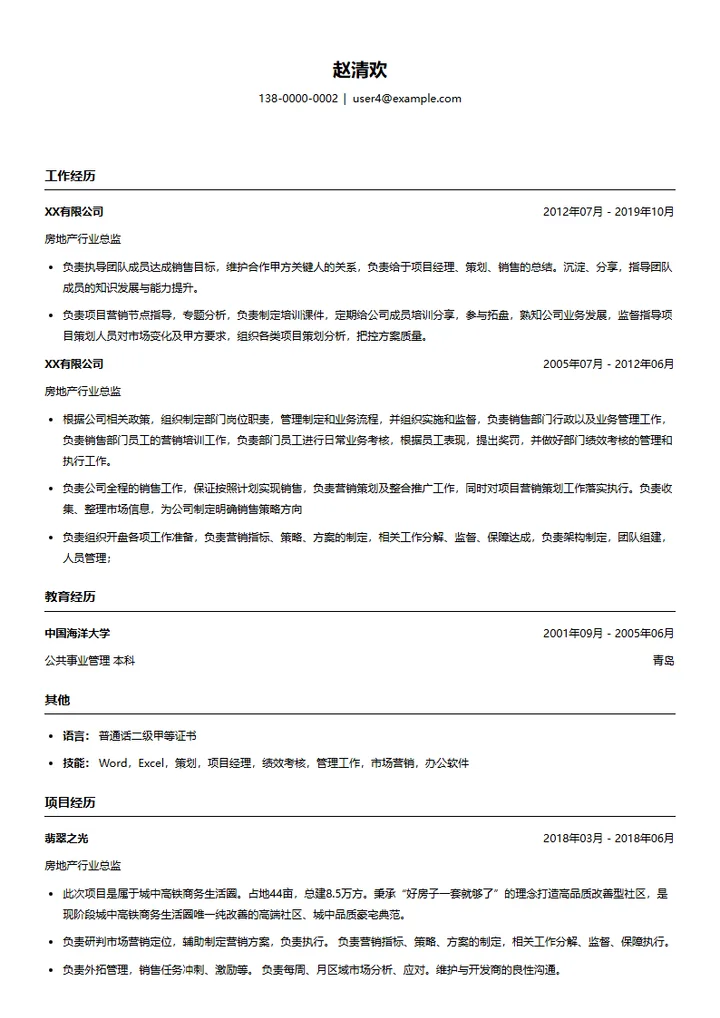 赵清欢
138-0000-0002 | user4@example.com
工作经历
XX有限公司 2012年07月 - 2019年10月
房地产行业总监
• 负责执导团队成员达成销售目标，维护合作甲方关键人的关系，负责给于项目经理、策划、销售的总结。沉淀、分享，指导团队
成员的知识发展与能力提升。
• 负责项目营销节点指导，专题分析，负责制定培训课件，定期给公司成员培训分享，参与拓盘，熟知公司业务发展，监督指导项
目策划人员对市场变化及甲方要求，组织各类项目策划分析，把控方案质量。
XX有限公司 2005年07月 - 2012年06月
房地产行业总监
• 根据公司相关政策，组织制定部门岗位职责，管理制定和业务流程，并组织实施和监督，负责销售部门行政以及业务管理工作，
负责销售部门员工的营销培训工作，负责部门员工进行日常业务考核，根据员工表现，提出奖罚，并做好部门绩效考核的管理和
执行工作。
• 负责公司全程的销售工作，保证按照计划实现销售，负责营销策划及整合推广工作，同时对项目营销策划工作落实执行。负责收
集、整理市场信息，为公司制定明确销售策略方向
• 负责组织开盘各项工作准备，负责营销指标、策略、方案的制定，相关工作分解、监督、保障达成，负责架构制定，团队组建，
人员管理；
教育经历
中国海洋大学 2001年09月 - 2005年06月
公共事业管理 本科 青岛
其他
• 语言： 普通话二级甲等证书
• 技能： Word，Excel，策划，项目经理，绩效考核，管理工作，市场营销，办公软件
项目经历
翡翠之光 2018年03月 - 2018年06月
房地产行业总监
• 此次项目是属于城中高铁商务生活圈。占地44亩，总建8.5万方。秉承“好房子一套就够了”的理念打造高品质改善型社区，是
现阶段城中高铁商务生活圈唯一纯改善的高端社区、城中品质豪宅典范。
• 负责研判市场营销定位，辅助制定营销方案，负责执行。 负责营销指标、策略、方案的制定，相关工作分解、监督、保障执行。
• 负责外拓管理，销售任务冲刺、激励等。 负责每周、月区域市场分析、应对。维护与开发商的良性沟通。